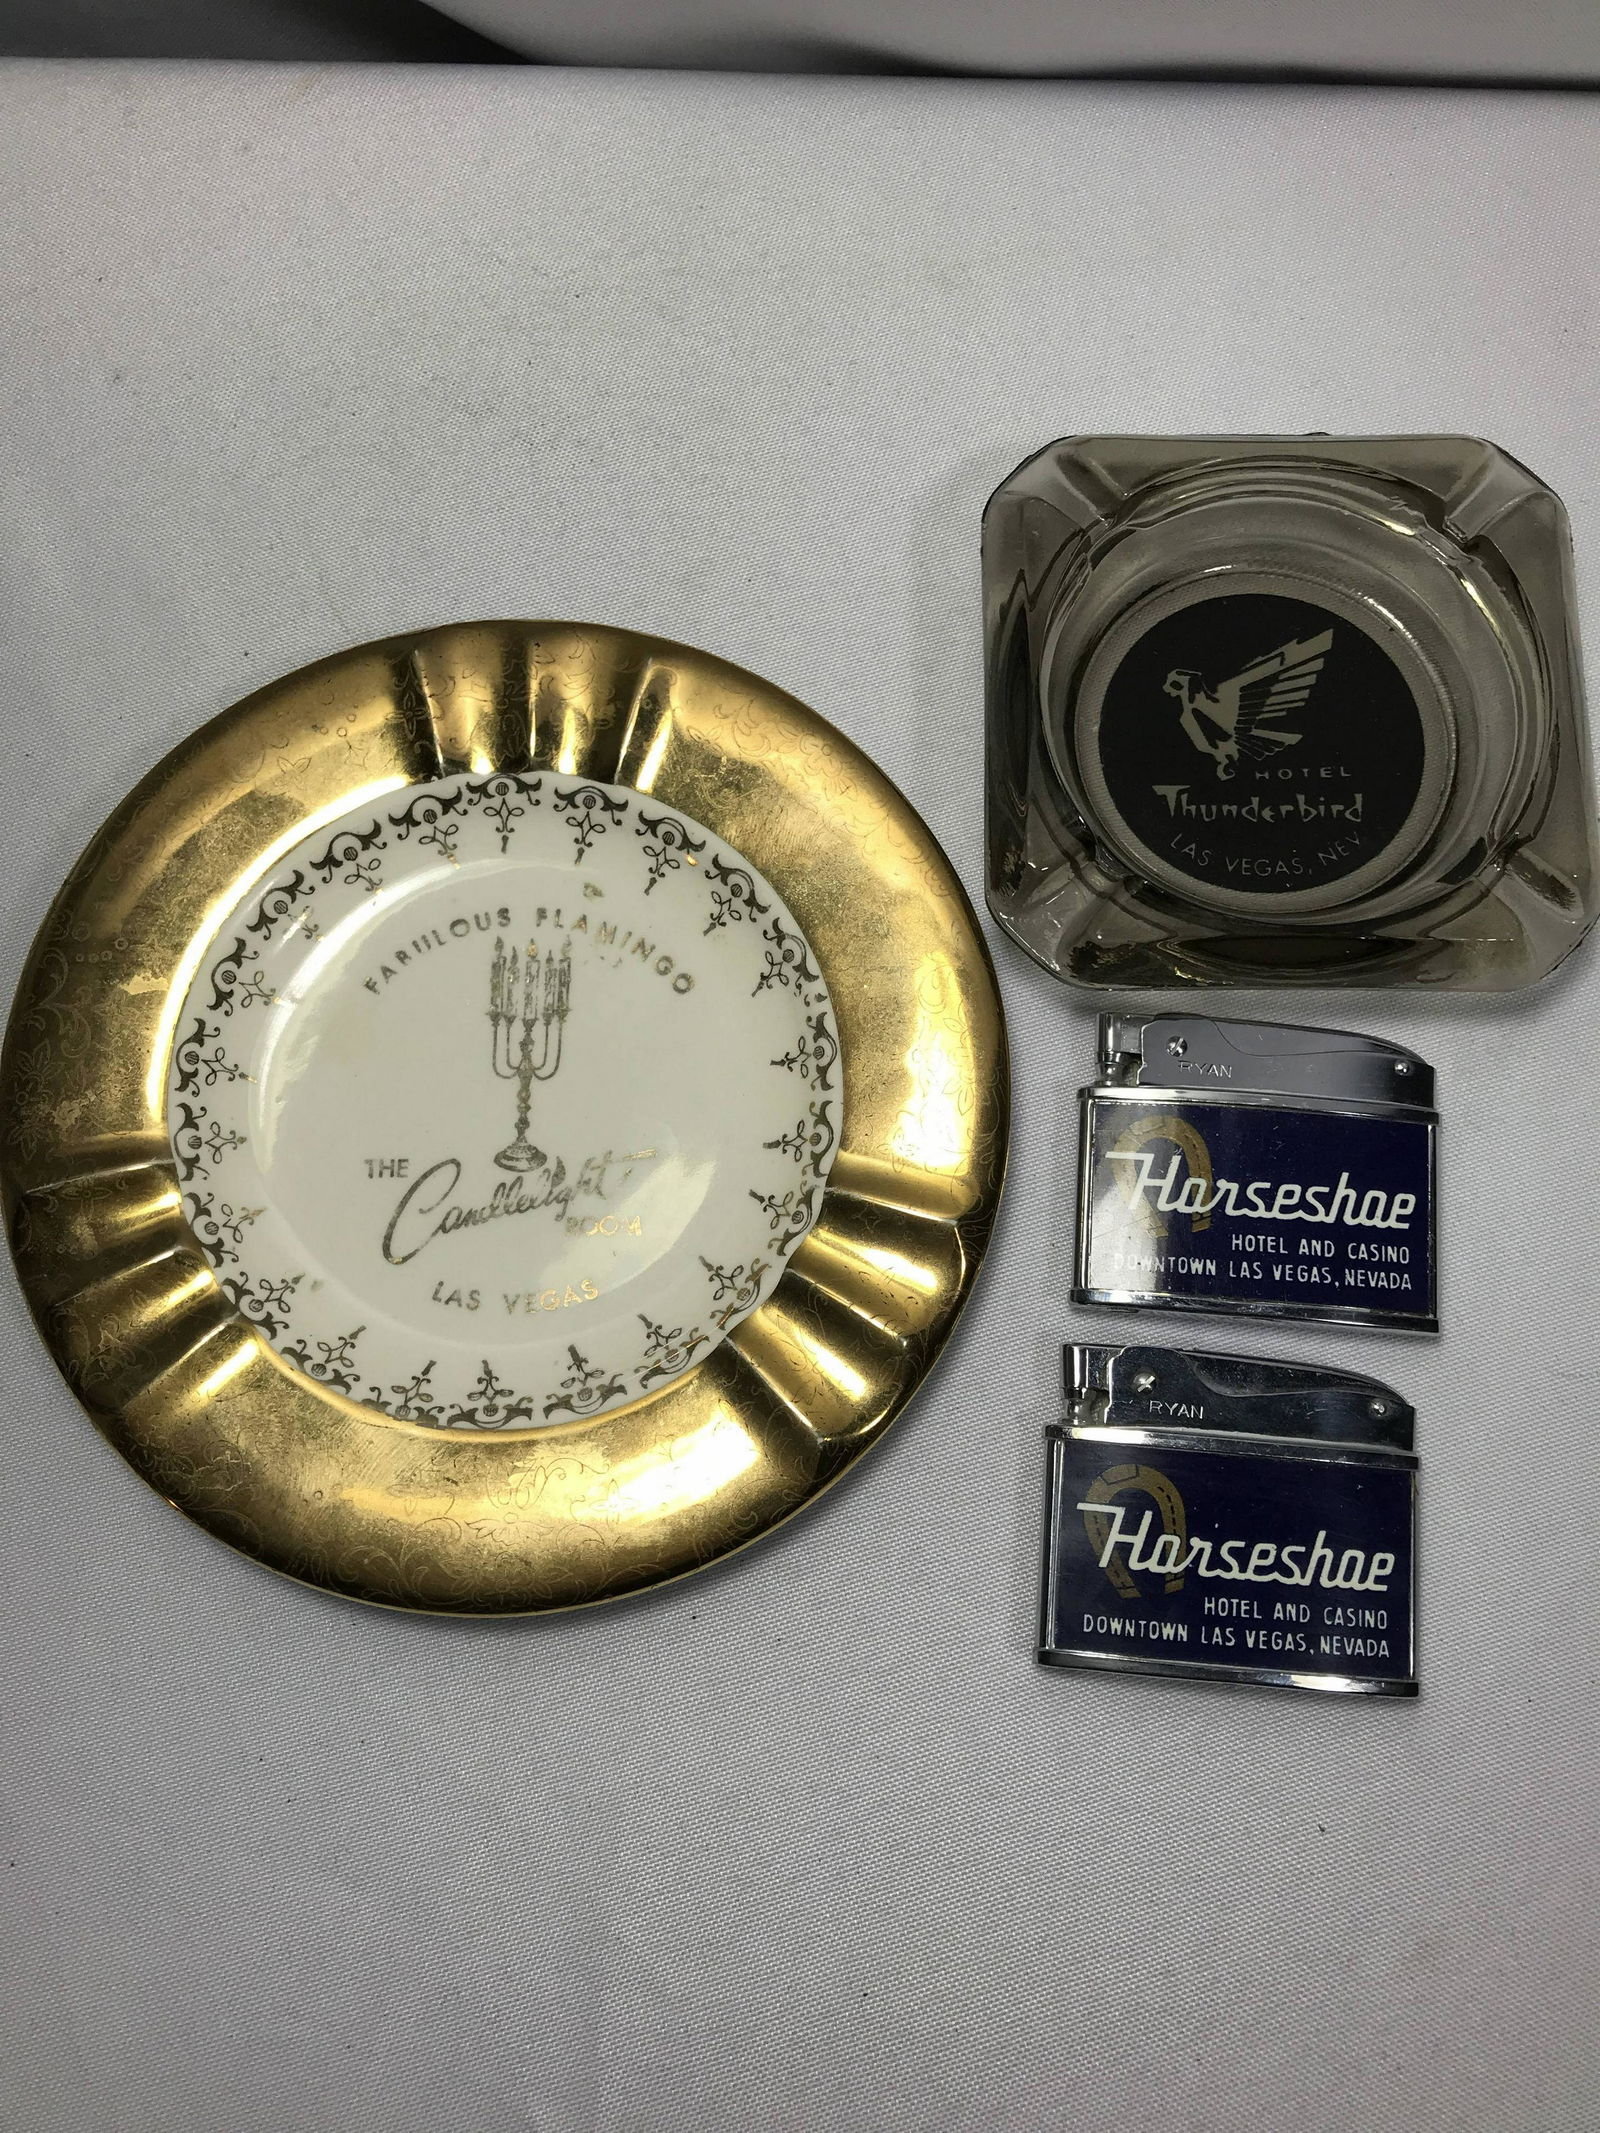 FABULOUS FLAMINGO
THE Candlelight
ROOM
LAS VEGAS
HOTEL
Thunderbird
LAS VEGAS, NEV
RYAN
Horseshoe
HOTEL AND CASINO
DOWNTOWN LAS VEGAS, NEVADA
RYAN
Horseshoe
HOTEL AND CASINO
DOWNTOWN LAS VEGAS, NEVADA